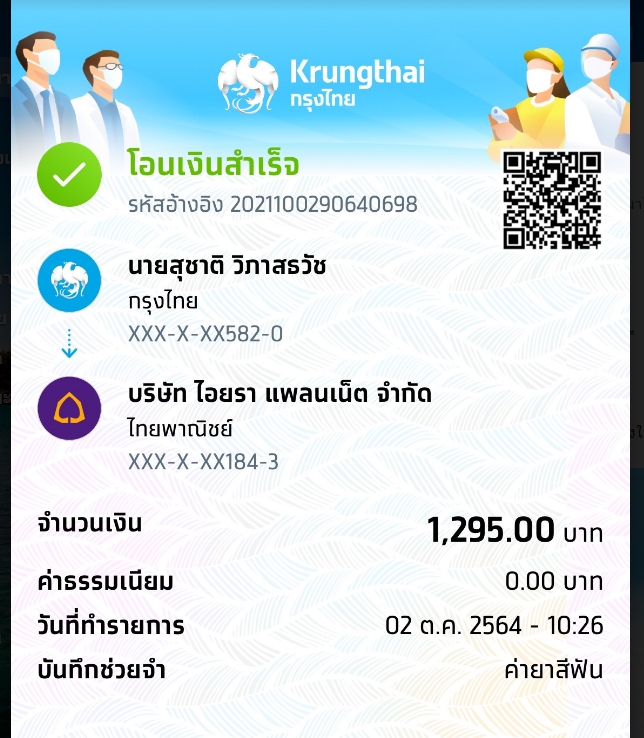 Krungthai
กรุงไทย
โอนเงินสำเร็จ
รหัสอ้างอิง 2021100290640698
นายสุชาติ วิภาสธวัช
กรุงไทย
XXX-X-XX582-0
บริษัท ไอยรา แพลนเน็ต จำกัด
ไทยพาณิชย์
XXX-X-XX184-3
จำนวนเงิน 1,295.00 บาท
ค่าธรรมเนียม 0.00 บาท
วันที่ทำรายการ 02 ต.ค. 2564 - 10:26
บันทึกช่วยจำ ค่ายาสีฟัน